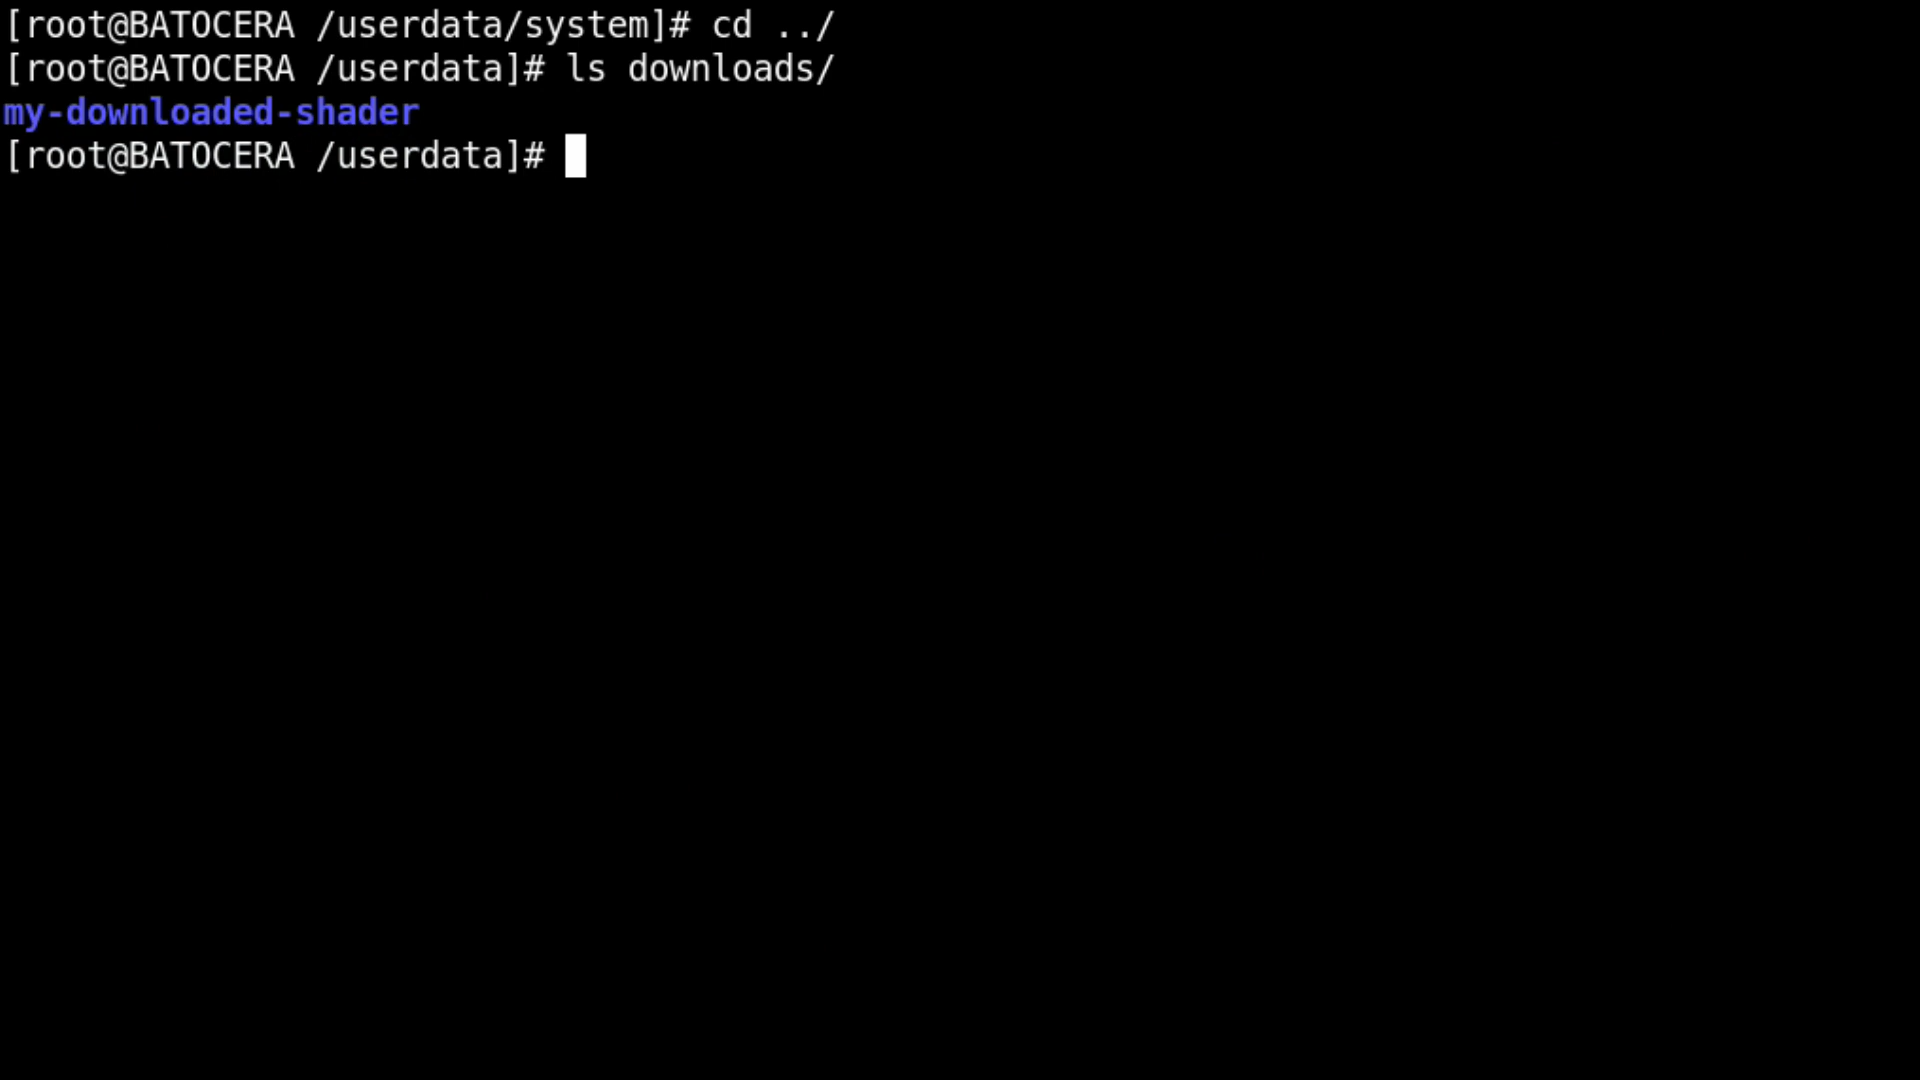 [root@BATOCERA /userdata/system]# cd ../
[root@BATOCERA /userdata]# ls downloads/
my-downloaded-shader
[root@BATOCERA /userdata]#